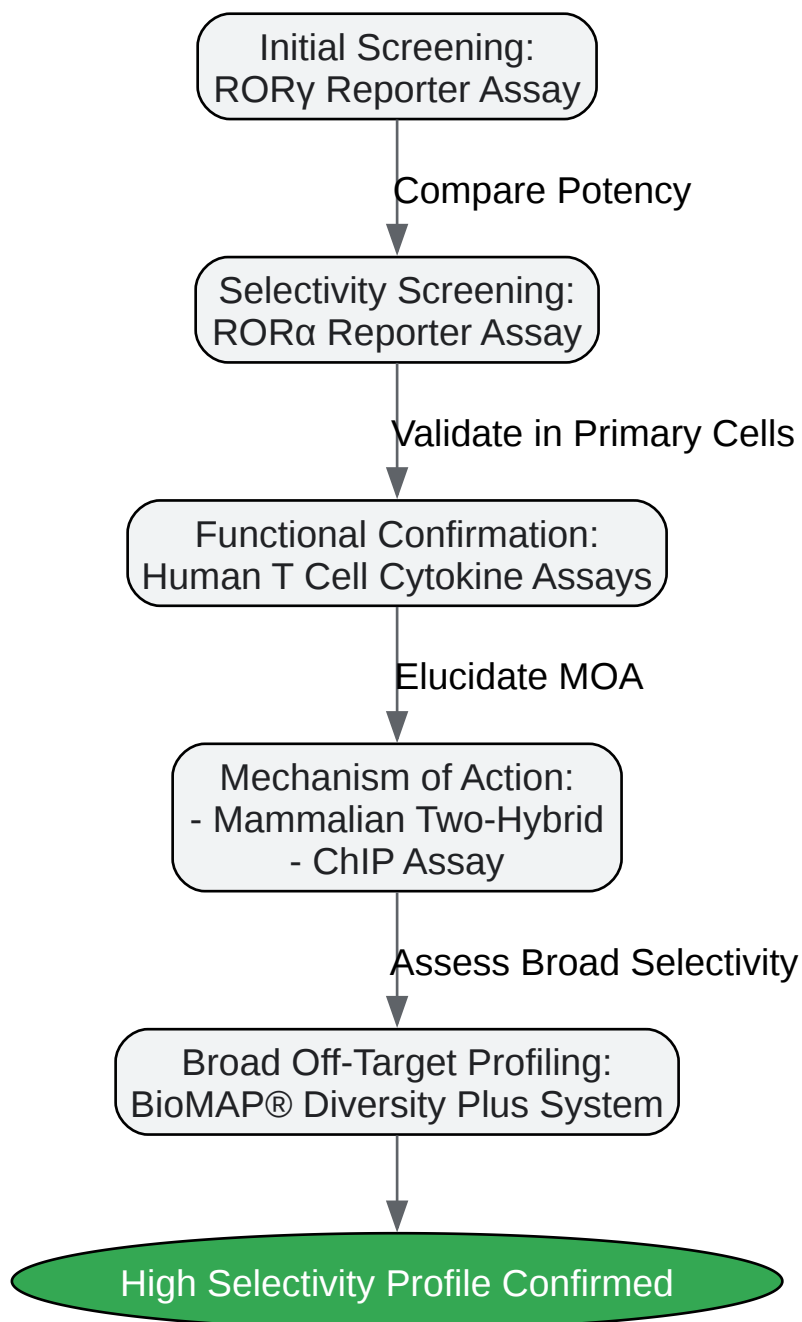 Initial Screening:
RORγ Reporter Assay
Compare Potency
Selectivity Screening:
RORα Reporter Assay
Validate in Primary Cells
Functional Confirmation:
Human T Cell Cytokine Assays
Elucidate MOA
Mechanism of Action:
- Mammalian Two-Hybrid
- ChIP Assay
Assess Broad Selectivity
Broad Off-Target Profiling:
BioMAP® Diversity Plus System
High Selectivity Profile Confirmed